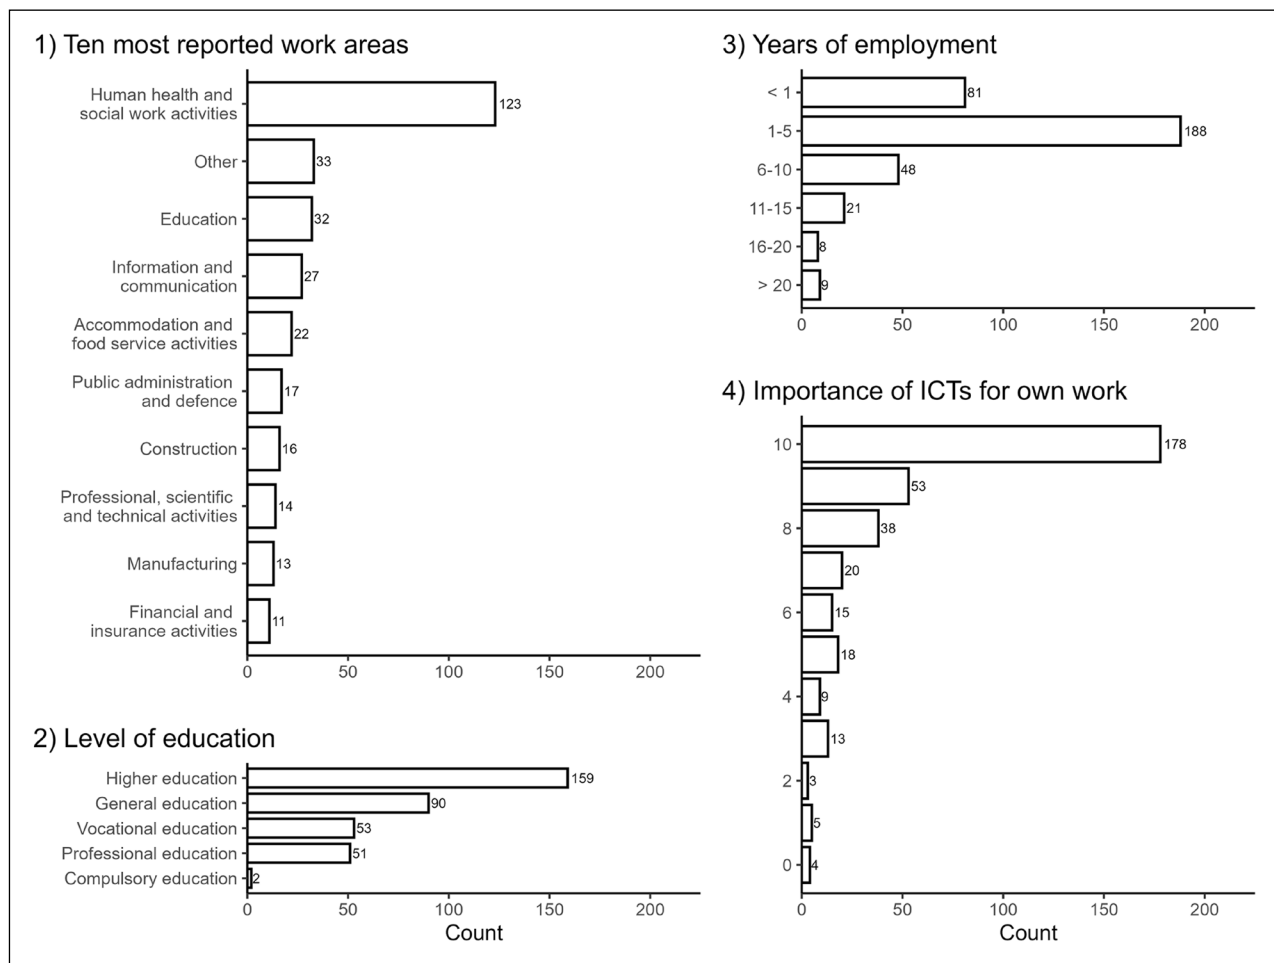 1) Ten most reported work areas
Human health and
social work activities
123
Other
33
Education
32
Information and
communication
27
Accommodation and
food service activities
22
Public administration
and defence
17
Construction
16
Professional, scientific
and technical activities
14
Manufacturing
13
Financial and
insurance activities
11
0 50 100 150 200
2) Level of education
Higher education
159
General education
90
Vocational education
53
Professional education
51
Compulsory education
2
0 50 100 150 200
Count
3) Years of employment
< 1
81
1-5
188
6-10
48
11-15
21
16-20
8
> 20
9
0 50 100 150 200
4) Importance of ICTs for own work
10
178
53
8
38
20
6
15
18
4
9
13
2
3
5
0
4
0 50 100 150 200
Count